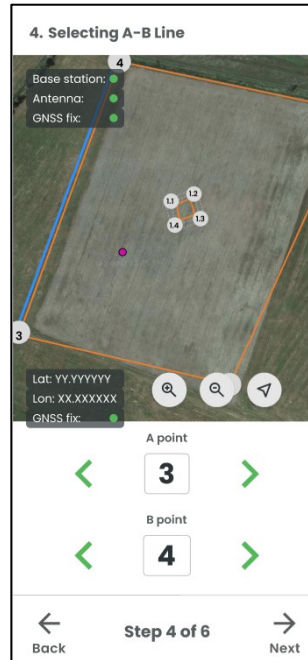 4. Selecting A-B Line
4
Base station:
Antenna:
GNSS fix:
1.1
1.2
1.3
1.4
3
Lat: YY.YYYYYY
Lon: XX.XXXXXX
GNSS fix:
A point
3
B point
4
Back
Step 4 of 6
Next